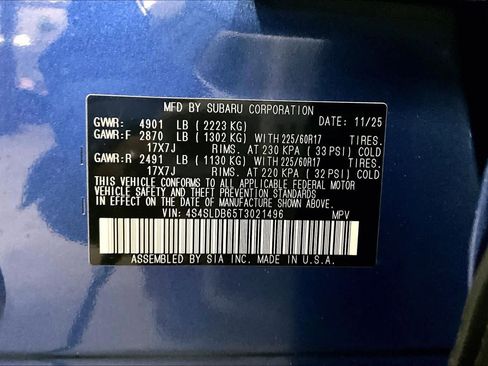 MFD BY SUBARU CORPORATION
GVWR: 4901 LB ( 2223 KG) DATE: 11/25
GAWR:F 2870 LB ( 1302 KG) WITH 225/60R17 TIRES.
17X7J RIMS. AT 230 KPA ( 33 PSI) COLD
GAWR:R 2491 LB ( 1130 KG) WITH 225/60R17 TIRES.
17X7J RIMS. AT 220 KPA ( 32 PSI) COLD
THIS VEHICLE CONFORMS TO ALL APPLICABLE FEDERAL MOTOR
VEHICLE SAFETY BUMPER AND THEFT PREVENTION STANDARDS
IN EFFECT ON THE DATE OF MANUFACTURE SHOWN ABOVE.
VIN: 4S4SLDB65T3021496 MPV
ASSEMBLED BY SIA INC. MADE IN U.S.A.